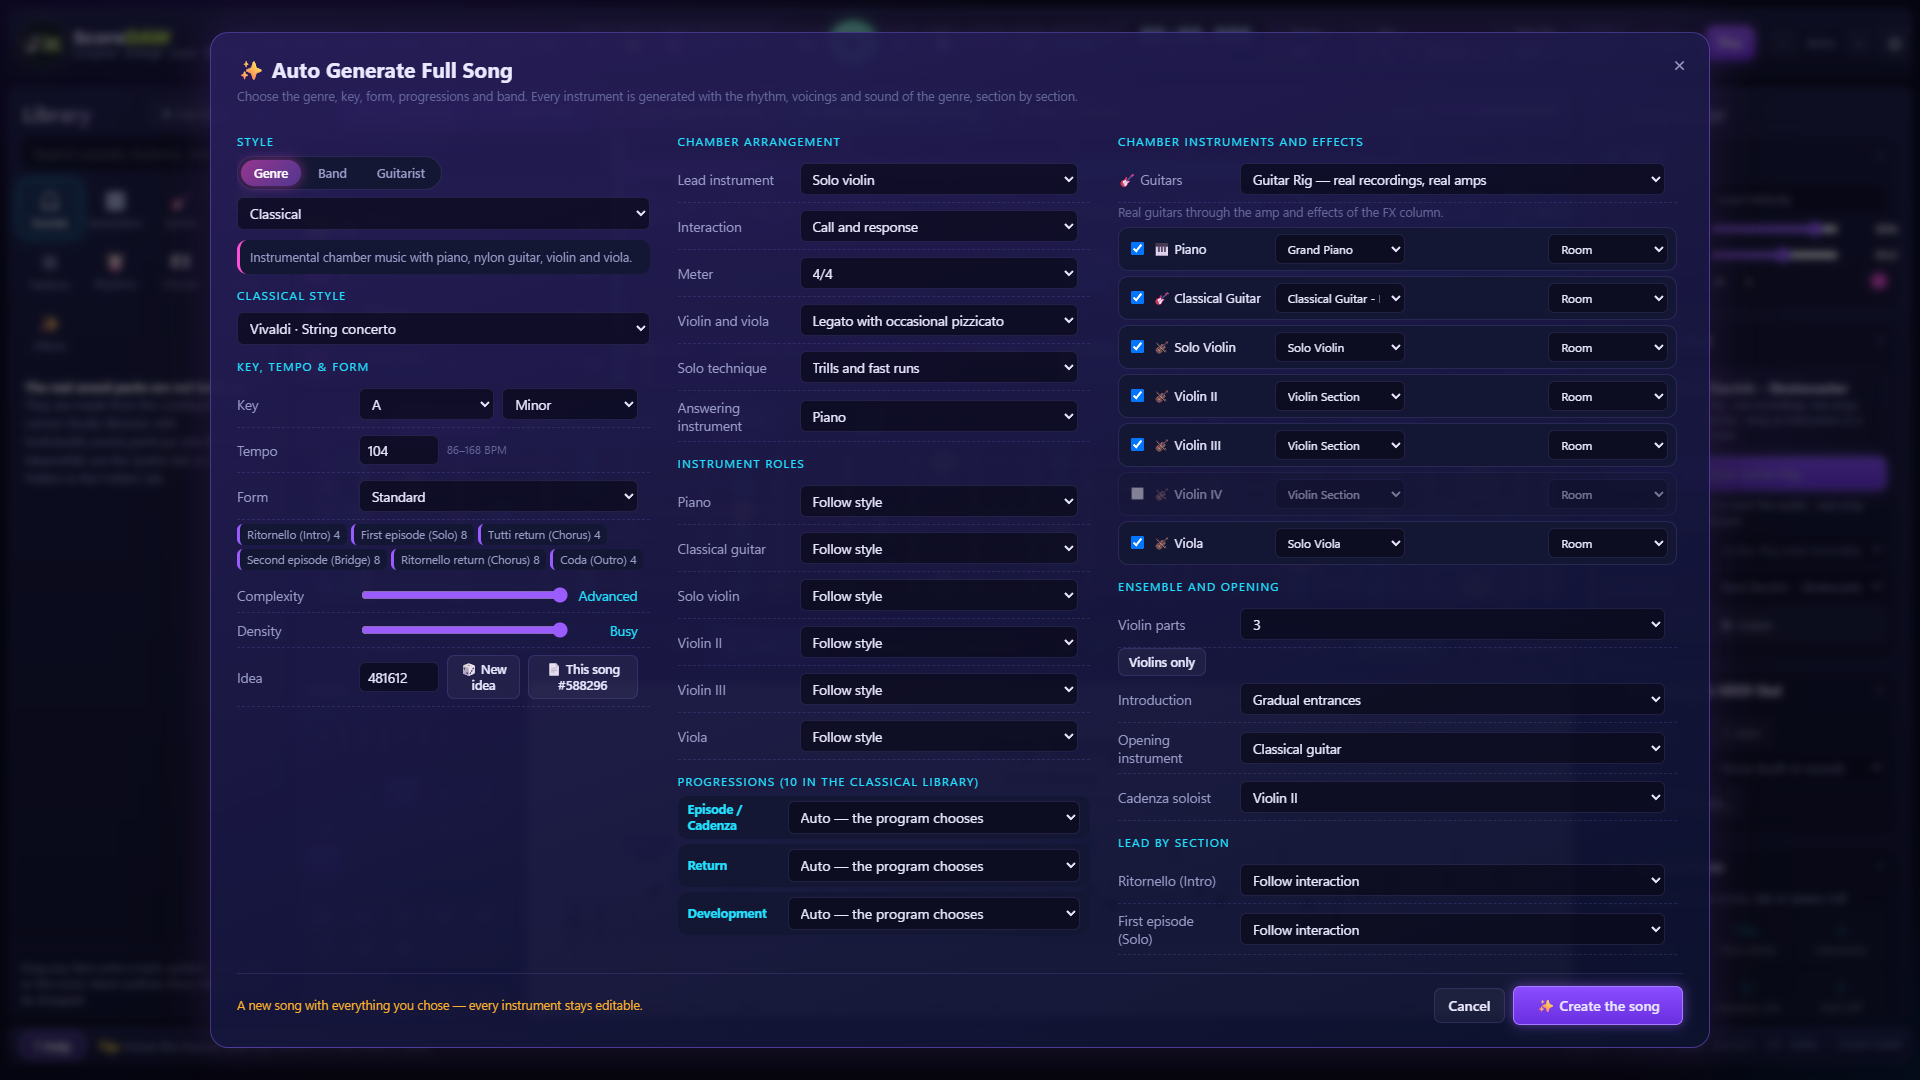 ScoreDAW
Library
✨ Auto Generate Full Song
Choose the genre, key, form, progressions and band. Every instrument is generated with the rhythm, voicings and sound of the genre, section by section.
STYLE
Genre Band Guitarist
Classical
Instrumental chamber music with piano, nylon guitar, violin and viola.
CLASSICAL STYLE
Vivaldi · String concerto
KEY, TEMPO & FORM
Key A Minor
Tempo 104 86–168 BPM
Form Standard
Ritornello (Intro) 4 First episode (Solo) 8 Tutti return (Chorus) 4
Second episode (Bridge) 8 Ritornello return (Chorus) 8 Coda (Outro) 4
Complexity Advanced
Density Busy
Idea 481612 New idea This song #588296
CHAMBER ARRANGEMENT
Lead instrument Solo violin
Interaction Call and response
Meter 4/4
Violin and viola Legato with occasional pizzicato
Solo technique Trills and fast runs
Answering instrument Piano
INSTRUMENT ROLES
Piano Follow style
Classical guitar Follow style
Solo violin Follow style
Violin II Follow style
Violin III Follow style
Viola Follow style
PROGRESSIONS (10 IN THE CLASSICAL LIBRARY)
Episode / Cadenza Auto — the program chooses
Return Auto — the program chooses
Development Auto — the program chooses
CHAMBER INSTRUMENTS AND EFFECTS
Guitars Guitar Rig — real recordings, real amps
Real guitars through the amp and effects of the FX column.
Piano Grand Piano Room
Classical Guitar Classical Guitar - Room
Solo Violin Solo Violin Room
Violin II Violin Section Room
Violin III Violin Section Room
Violin IV Violin Section Room
Viola Solo Viola Room
ENSEMBLE AND OPENING
Violin parts 3
Violins only
Introduction Gradual entrances
Opening instrument Classical guitar
Cadenza soloist Violin II
LEAD BY SECTION
Ritornello (Intro) Follow interaction
First episode (Solo) Follow interaction
A new song with everything you chose — every instrument stays editable.
Cancel ✨ Create the song